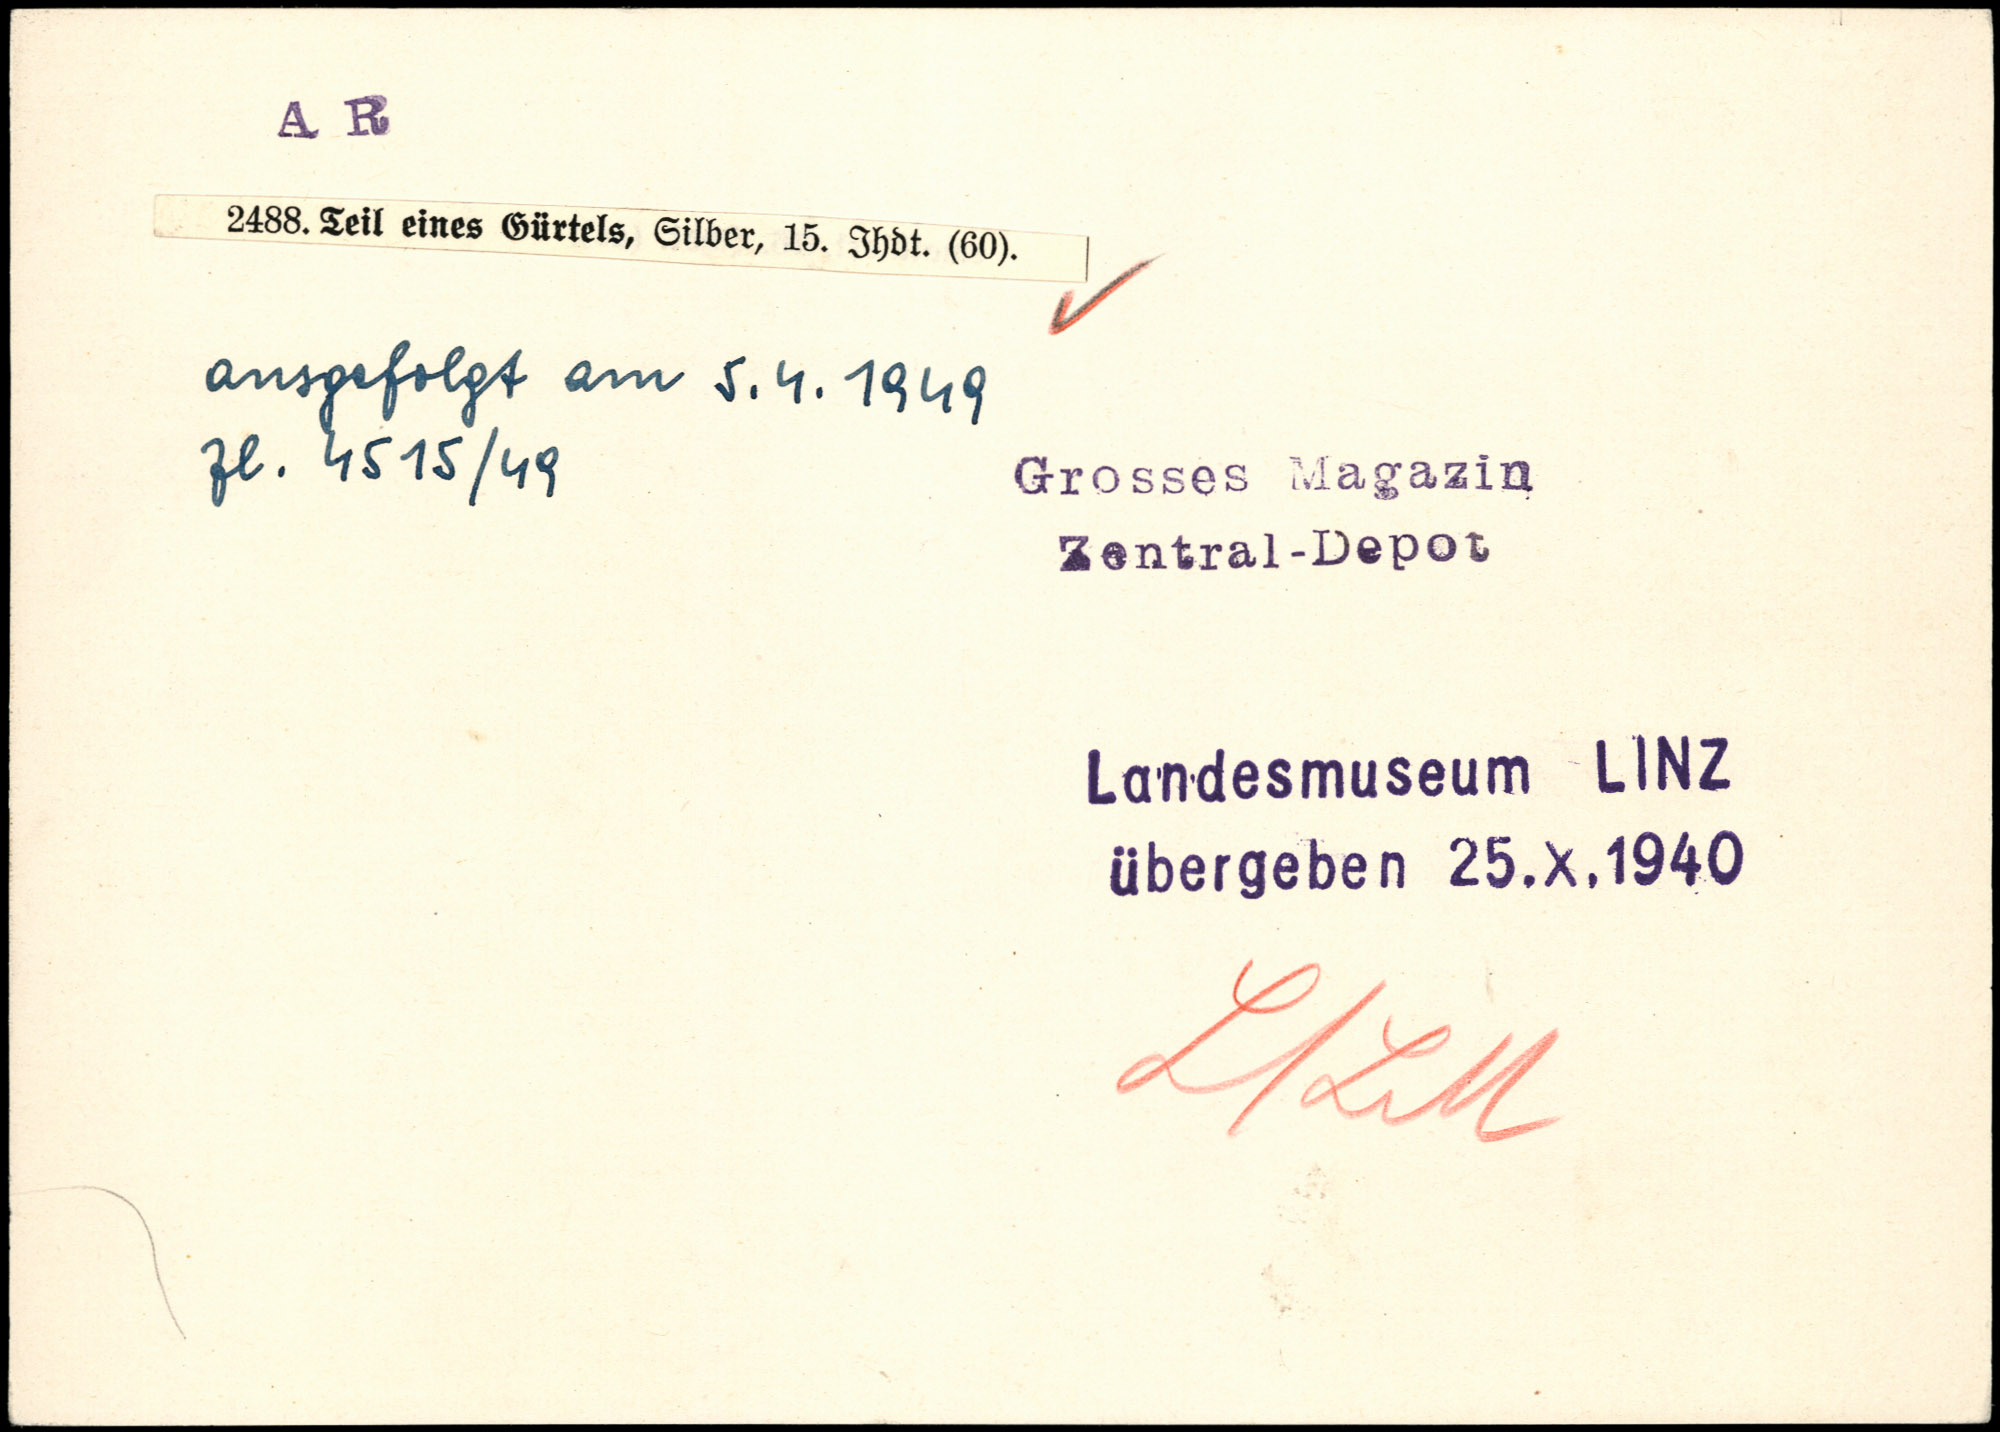 A R
2488. Teil eines Gürtels, Silber, 15. Jhdt. (60).
ausgefolgt am 5.4.1949
Zl. 4515/49
Grosses Magazin
Zentral-Depot
Landesmuseum LINZ
übergeben 25.X.1940